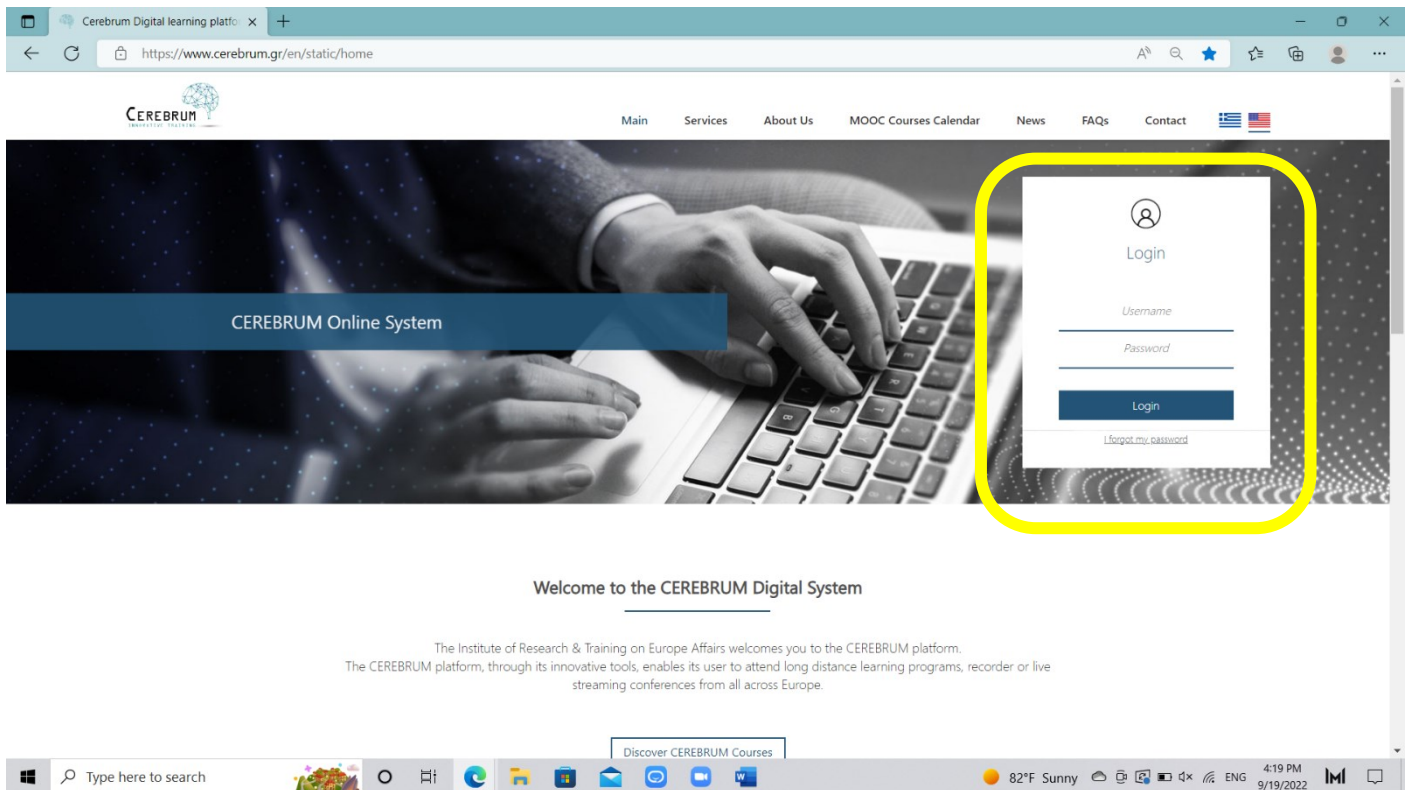 Cerebrum Digital learning platfo
https://www.cerebrum.gr/en/static/home
CEREBRUM
INNOVATIVE TRAINING
Main Services About Us MOOC Courses Calendar News FAQs Contact
CEREBRUM Online System
Login
Username
Password
Login
I forgot my password
Welcome to the CEREBRUM Digital System
The Institute of Research & Training on Europe Affairs welcomes you to the CEREBRUM platform.
The CEREBRUM platform, through its innovative tools, enables its user to attend long distance learning programs, recorder or live
streaming conferences from all across Europe.
Discover CEREBRUM Courses
Type here to search
82°F Sunny
ENG
4:19 PM
9/19/2022